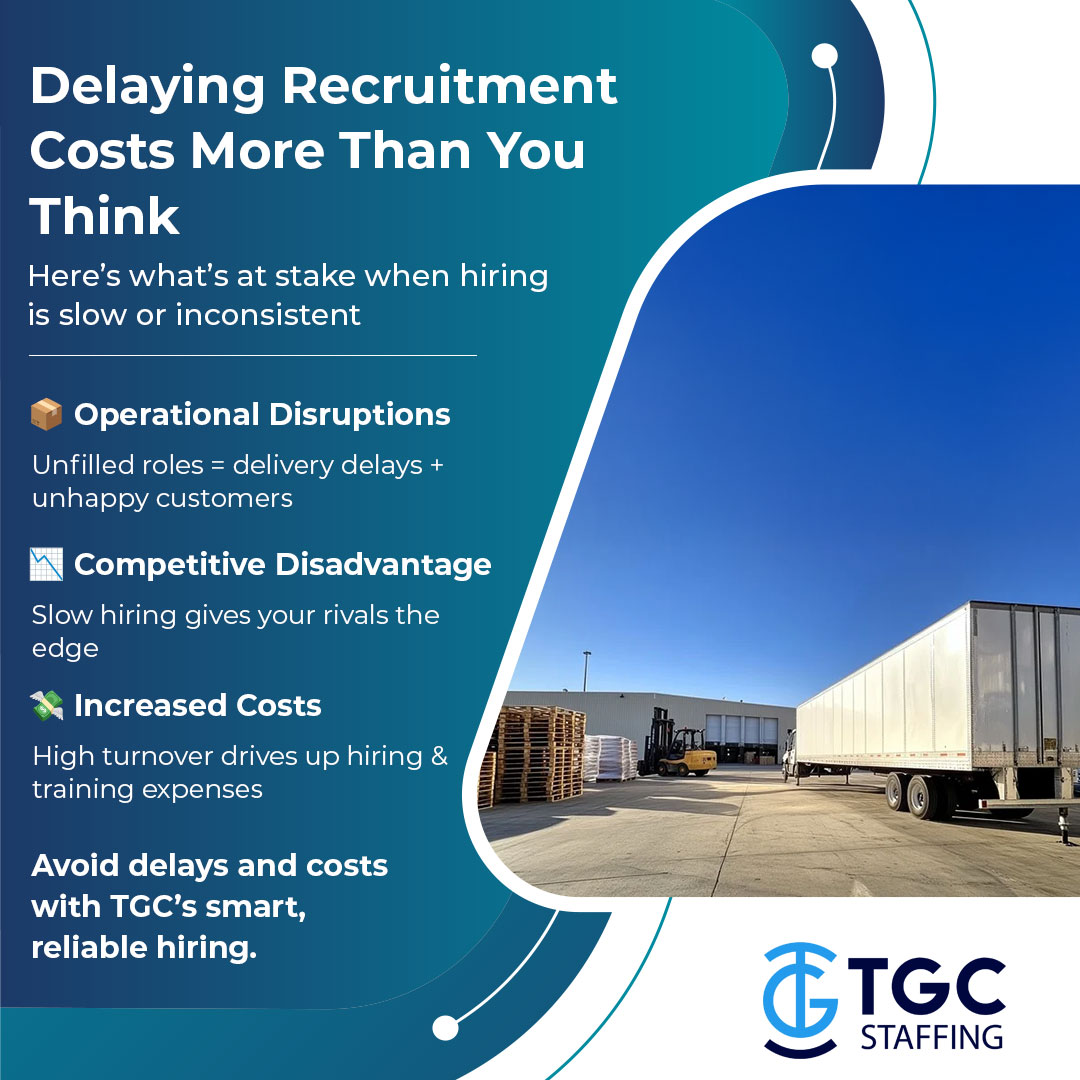 Delaying Recruitment
Costs More Than You
Think
Here’s what’s at stake when hiring
is slow or inconsistent
📦 Operational Disruptions
Unfilled roles = delivery delays +
unhappy customers
📉 Competitive Disadvantage
Slow hiring gives your rivals the
edge
💸 Increased Costs
High turnover drives up hiring &
training expenses
Avoid delays and costs
with TGC’s smart,
reliable hiring.
TGC
STAFFING